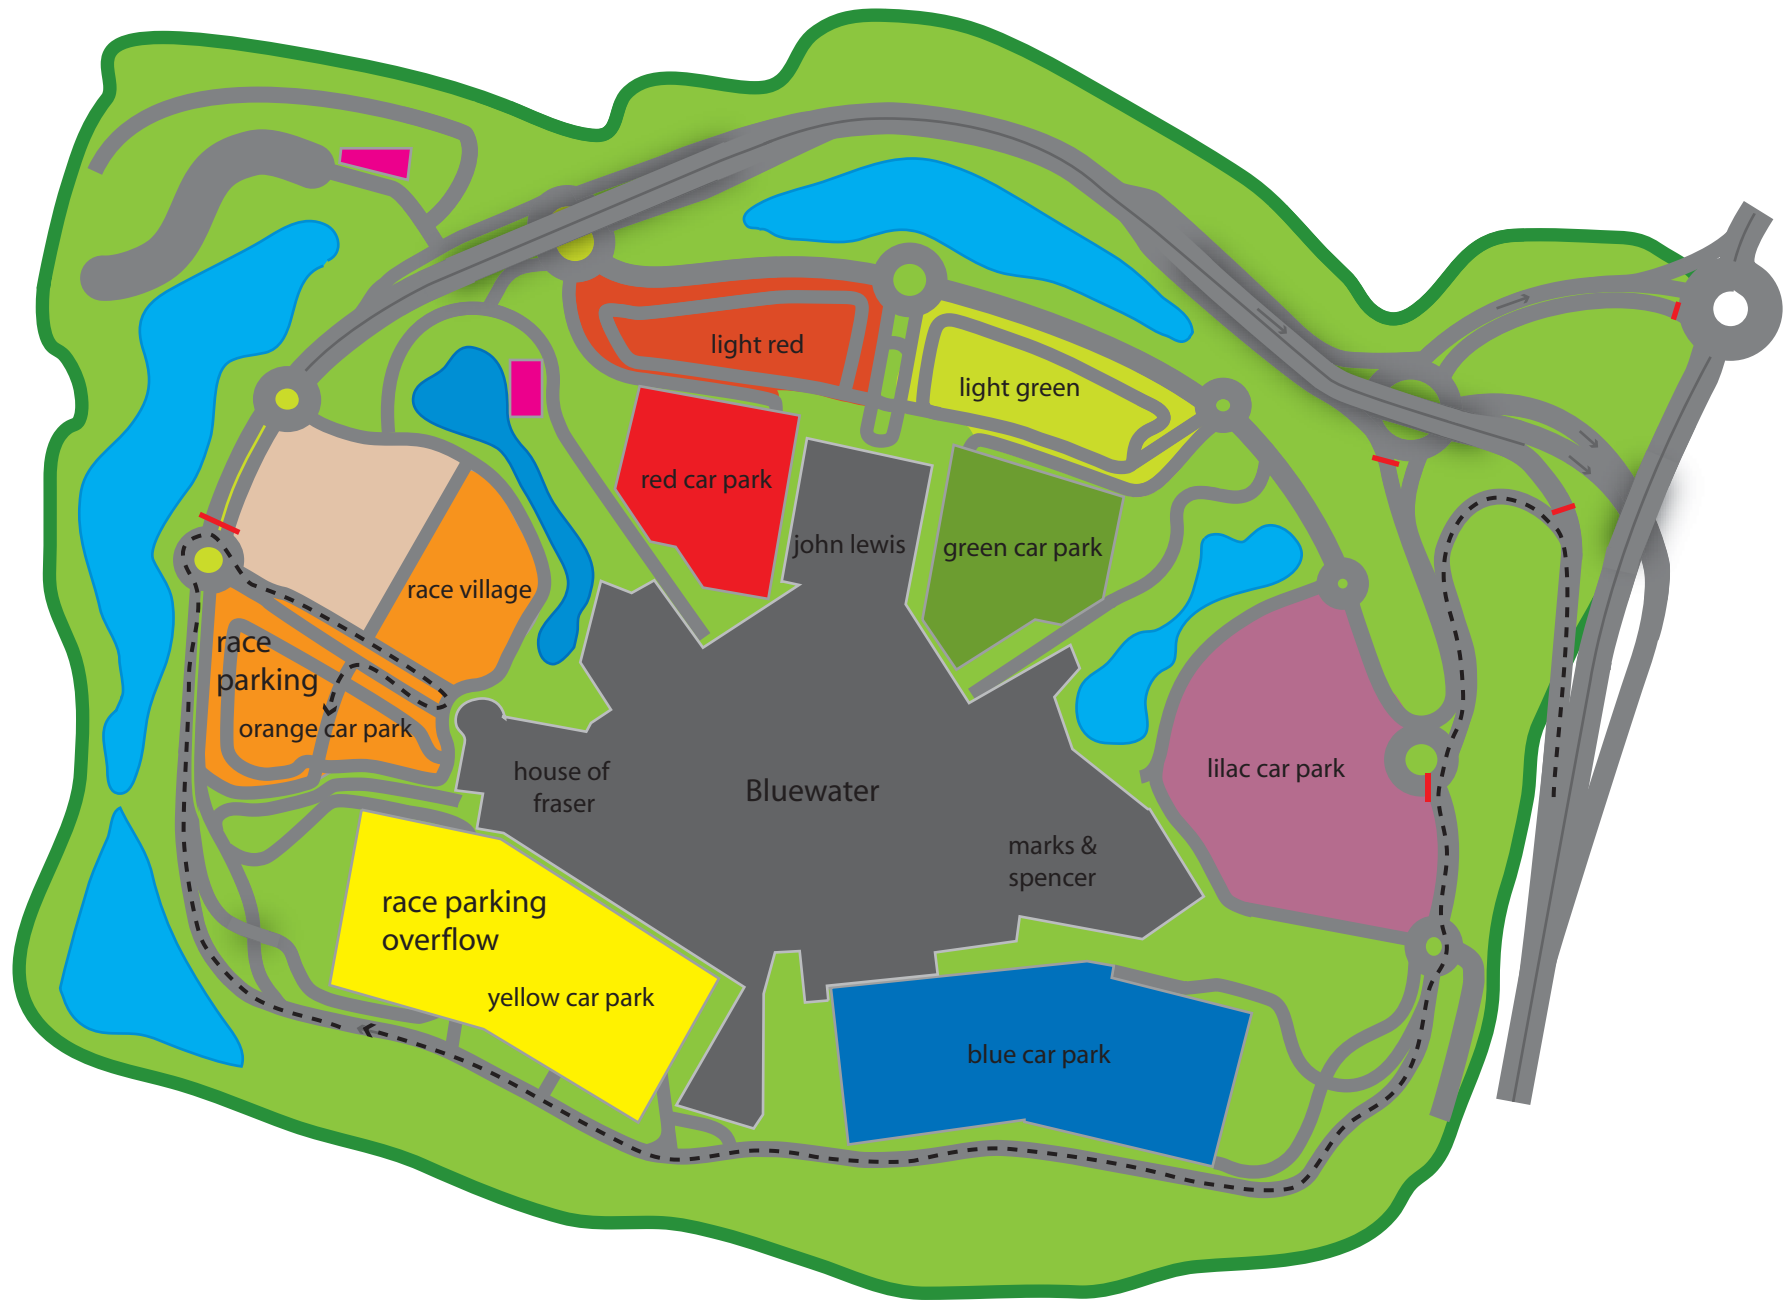 light red
light green
red car park
john lewis
green car park
race village
race
parking
orange car park
house of
fraser
Bluewater
lilac car park
marks &
spencer
race parking
overflow
yellow car park
blue car park